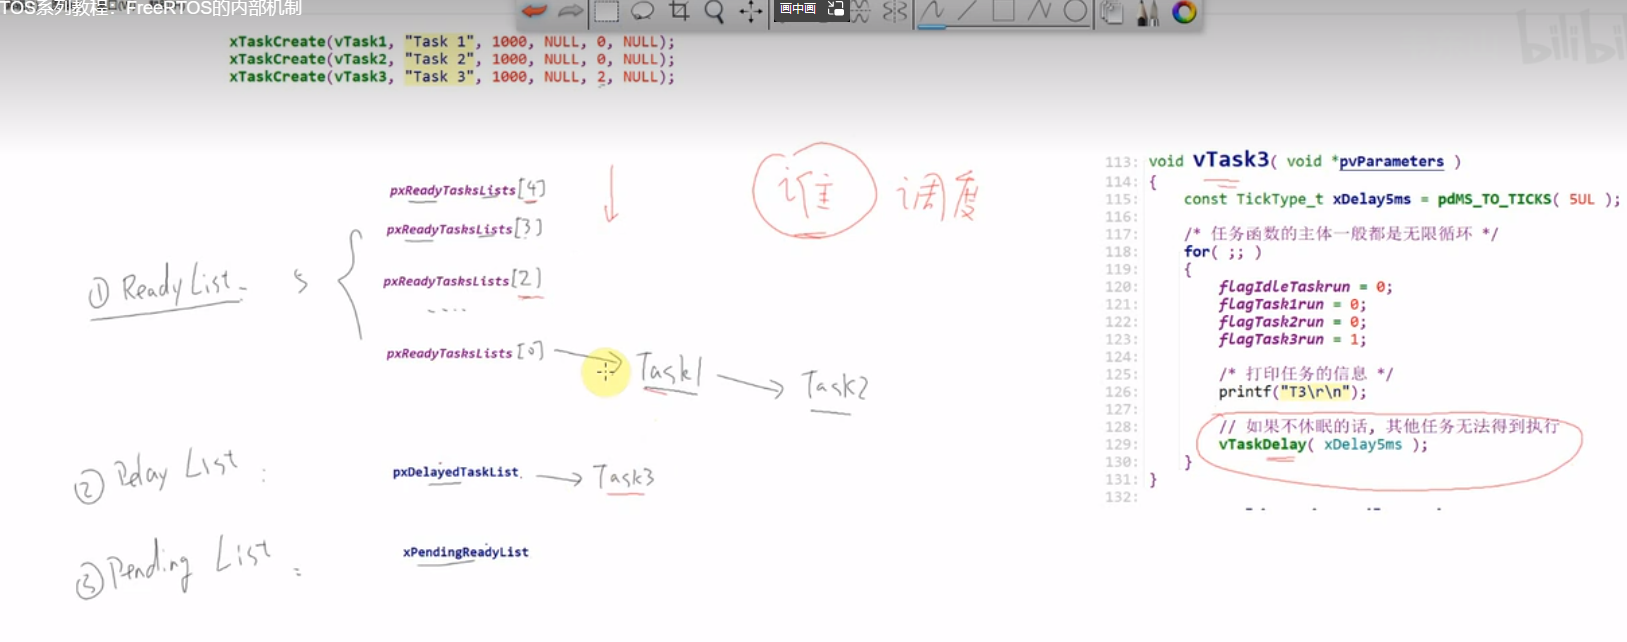 TOS系列教程：FreeRTOS的内部机制
画中画
bilibili
xTaskCreate(vTask1, "Task 1", 1000, NULL, 0, NULL);
xTaskCreate(vTask2, "Task 2", 1000, NULL, 0, NULL);
xTaskCreate(vTask3, "Task 3", 1000, NULL, 2, NULL);
① ReadyList
s
pxReadyTasksLists[4]
pxReadyTasksLists[3]
pxReadyTasksLists[2]
....
pxReadyTasksLists[0]
Task1
Task2
② Delay List:
pxDelayedTaskList
Task3
③ Pending List:
xPendingReadyList
谁 调度
113: void vTask3( void *pvParameters )
114: {
115: const TickType_t xDelay5ms = pdMS_TO_TICKS( 5UL );
116:
117: /* 任务函数的主体一般都是无限循环 */
118: for( ;; )
119: {
120: flagIdleTaskrun = 0;
121: flagTask1run = 0;
122: flagTask2run = 0;
123: flagTask3run = 1;
124:
125: /* 打印任务的信息 */
126: printf("T3\r\n");
127:
128: // 如果不休眠的话, 其他任务无法得到执行
129: vTaskDelay( xDelay5ms );
130: }
131: }
132: